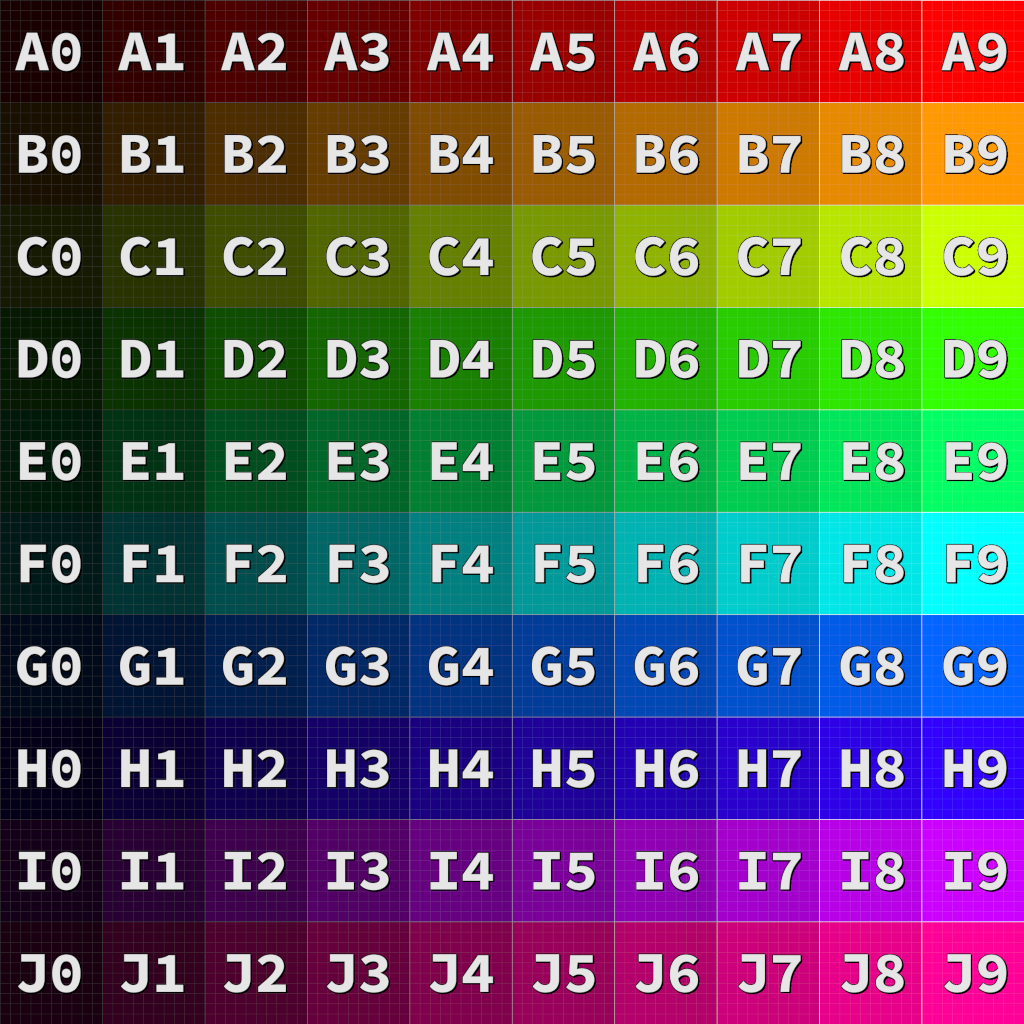 A0 A1 A2 A3 A4 A5 A6 A7 A8 A9
B0 B1 B2 B3 B4 B5 B6 B7 B8 B9
C0 C1 C2 C3 C4 C5 C6 C7 C8 C9
D0 D1 D2 D3 D4 D5 D6 D7 D8 D9
E0 E1 E2 E3 E4 E5 E6 E7 E8 E9
F0 F1 F2 F3 F4 F5 F6 F7 F8 F9
G0 G1 G2 G3 G4 G5 G6 G7 G8 G9
H0 H1 H2 H3 H4 H5 H6 H7 H8 H9
I0 I1 I2 I3 I4 I5 I6 I7 I8 I9
J0 J1 J2 J3 J4 J5 J6 J7 J8 J9